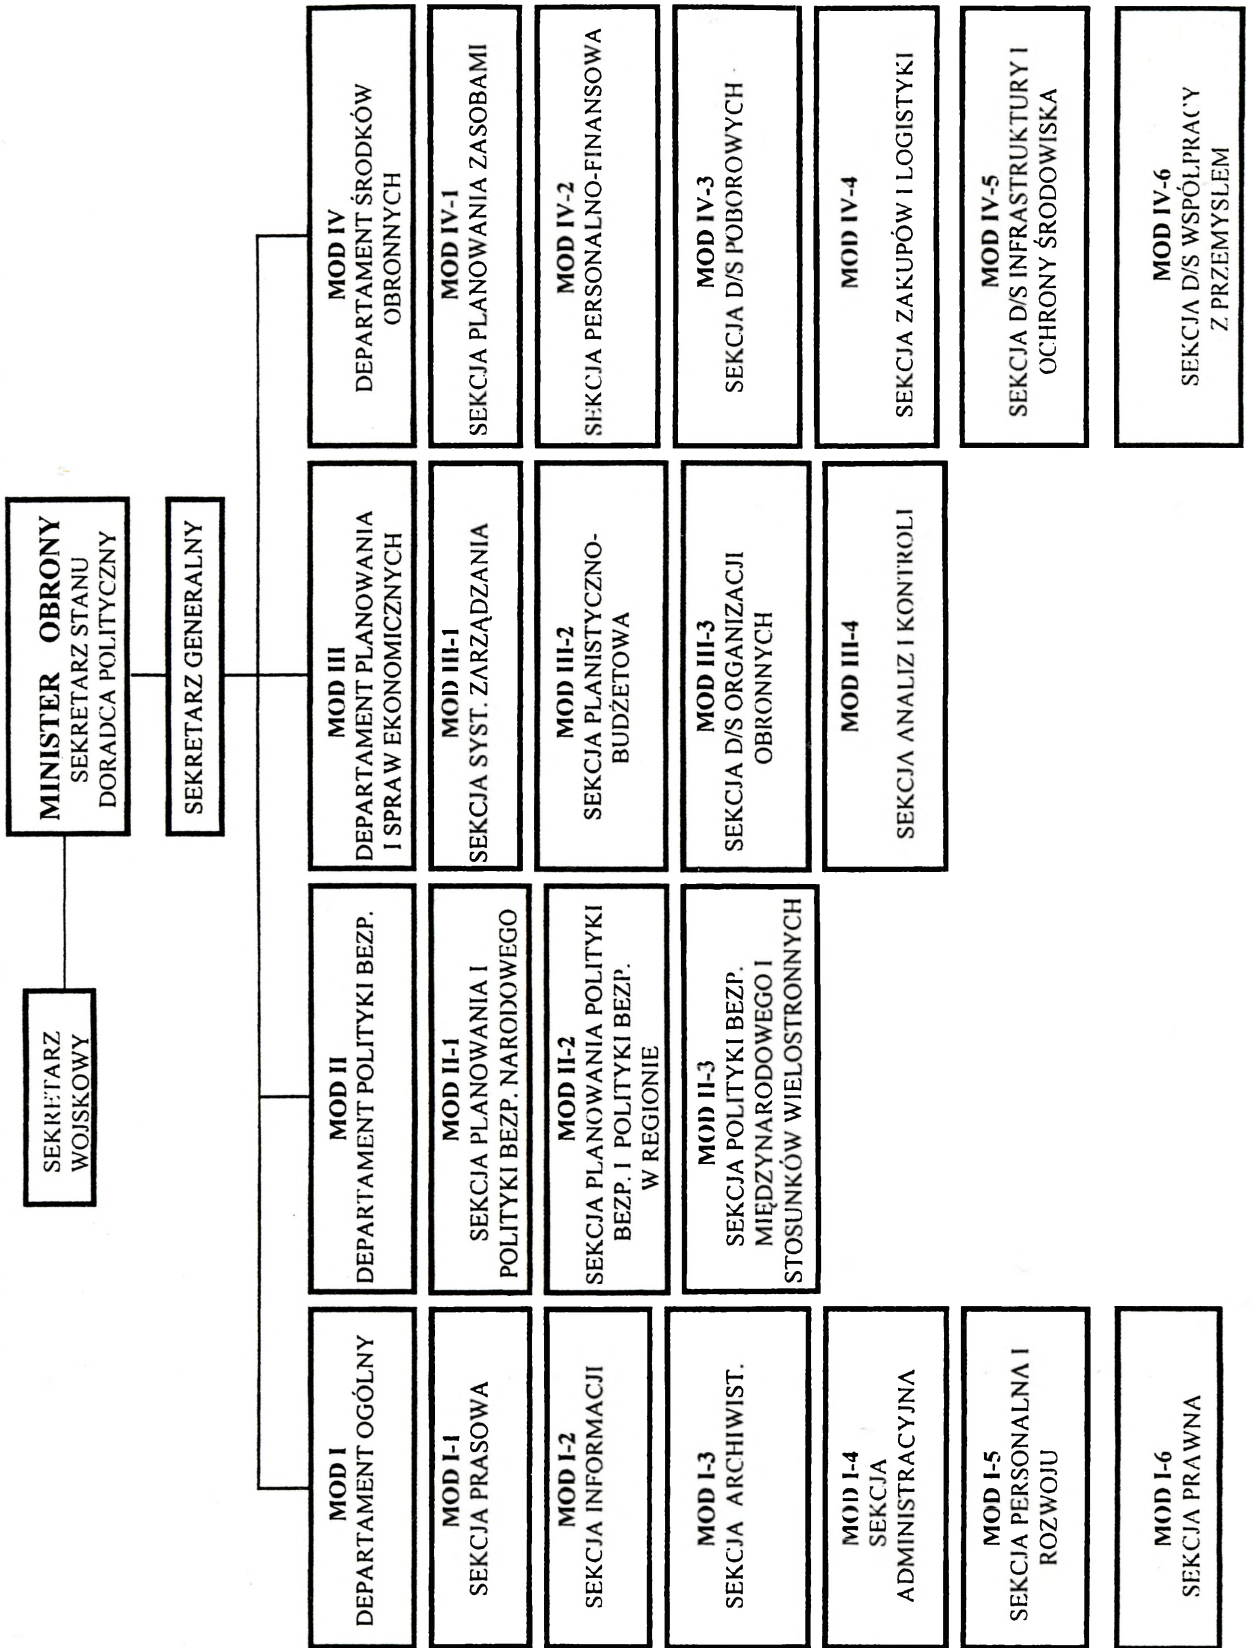 MINISTER OBRONY
SEKRETARZ STANU
DORADCA POLITYCZNY
SEKRETARZ
WOJSKOWY
SEKRETARZ GENERALNY
MOD I
DEPARTAMENT OGÓLNY
MOD I-1
SEKCJA PRASOWA
MOD I-2
SEKCJA INFORMACJI
MOD I-3
SEKCJA ARCHIWIST.
MOD I-4
SEKCJA
ADMINISTRACYJNA
MOD I-5
SEKCJA PERSONALNA I
ROZWOJU
MOD I-6
SEKCJA PRAWNA
MOD II
DEPARTAMENT POLITYKI BEZP.
MOD II-1
SEKCJA PLANOWANIA I
POLITYKI BEZP. NARODOWEGO
MOD II-2
SEKCJA PLANOWANIA POLITYKI
BEZP. I POLITYKI BEZP.
W REGIONIE
MOD II-3
SEKCJA POLITYKI BEZP.
MIĘDZYNARODOWEGO I
STOSUNKÓW WIELOSTRONNYCH
MOD III
DEPARTAMENT PLANOWANIA
I SPRAW EKONOMICZNYCH
MOD III-1
SEKCJA SYST. ZARZĄDZANIA
MOD III-2
SEKCJA PLANISTYCZNO-
BUDŻETOWA
MOD III-3
SEKCJA D/S ORGANIZACJI
OBRONNYCH
MOD III-4
SEKCJA ANALIZ I KONTROLI
MOD IV
DEPARTAMENT ŚRODKÓW
OBRONNYCH
MOD IV-1
SEKCJA PLANOWANIA ZASOBAMI
MOD IV-2
SEKCJA PERSONALNO-FINANSOWA
MOD IV-3
SEKCJA D/S POBOROWYCH
MOD IV-4
SEKCJA ZAKUPÓW I LOGISTYKI
MOD IV-5
SEKCJA D/S INFRASTRUKTURY I
OCHRONY ŚRODOWISKA
MOD IV-6
SEKCJA D/S WSPÓŁPRACY
Z PRZEMYSŁEM